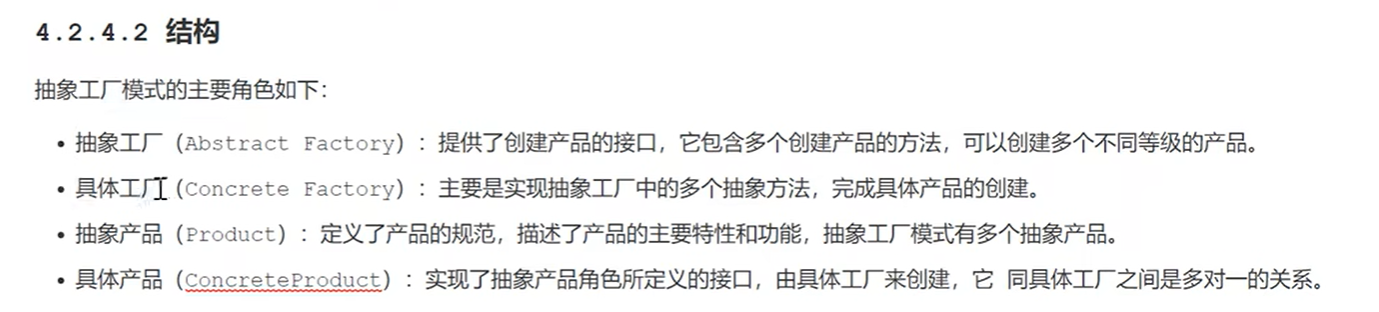 4.2.4.2 结构
抽象工厂模式的主要角色如下：
• 抽象工厂（Abstract Factory）：提供了创建产品的接口，它包含多个创建产品的方法，可以创建多个不同等级的产品。
• 具体工厂（Concrete Factory）：主要是实现抽象工厂中的多个抽象方法，完成具体产品的创建。
• 抽象产品（Product）：定义了产品的规范，描述了产品的主要特性和功能，抽象工厂模式有多个抽象产品。
• 具体产品（ConcreteProduct）：实现了抽象产品角色所定义的接口，由具体工厂来创建，它 同具体工厂之间是多对一的关系。